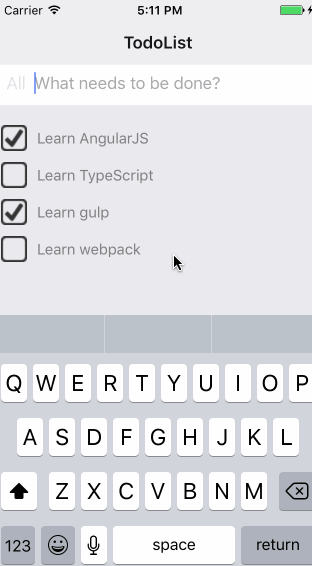 Carrier 5:11 PM
TodoList
All What needs to be done?
Learn AngularJS
Learn TypeScript
Learn gulp
Learn webpack
Q W E R T Y U I O P
A S D F G H J K L
Z X C V B N M
123 space return